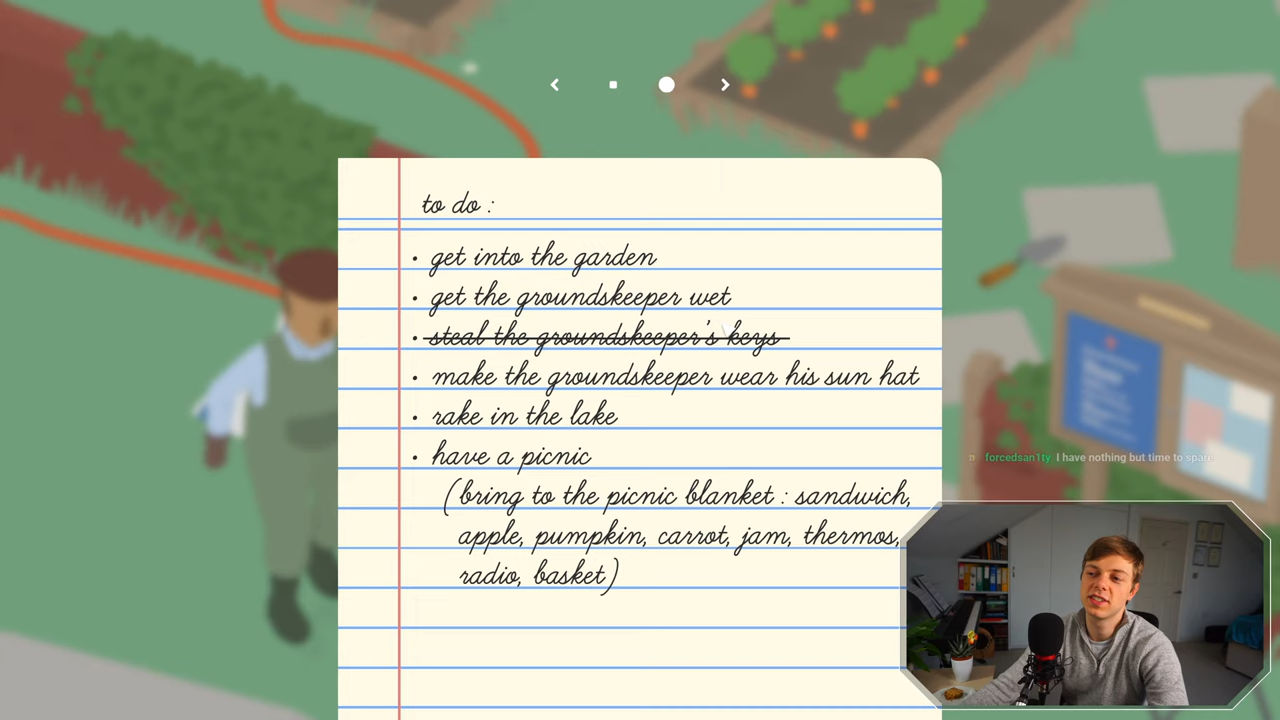 to do :
• get into the garden
• get the groundskeeper wet
• steal the groundskeeper's keys
• make the groundskeeper wear his sun hat
• rake in the lake
• have a picnic
(bring to the picnic blanket : sandwich,
apple, pumpkin, carrot, jam, thermos,
radio, basket)
forcedsan1ty I have nothing but time to spare